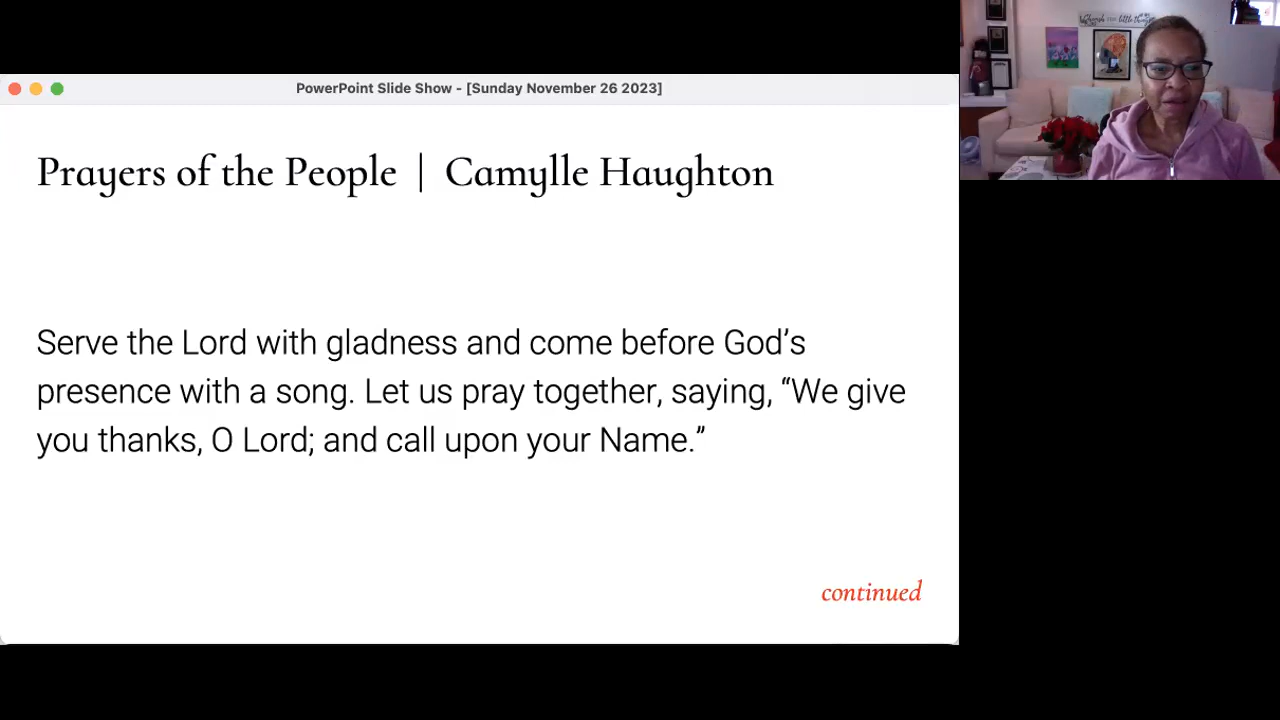 PowerPoint Slide Show - [Sunday November 26 2023]
Prayers of the People | Camylle Haughton
Serve the Lord with gladness and come before God’s
presence with a song. Let us pray together, saying, “We give
you thanks, O Lord; and call upon your Name.”
continued
little things